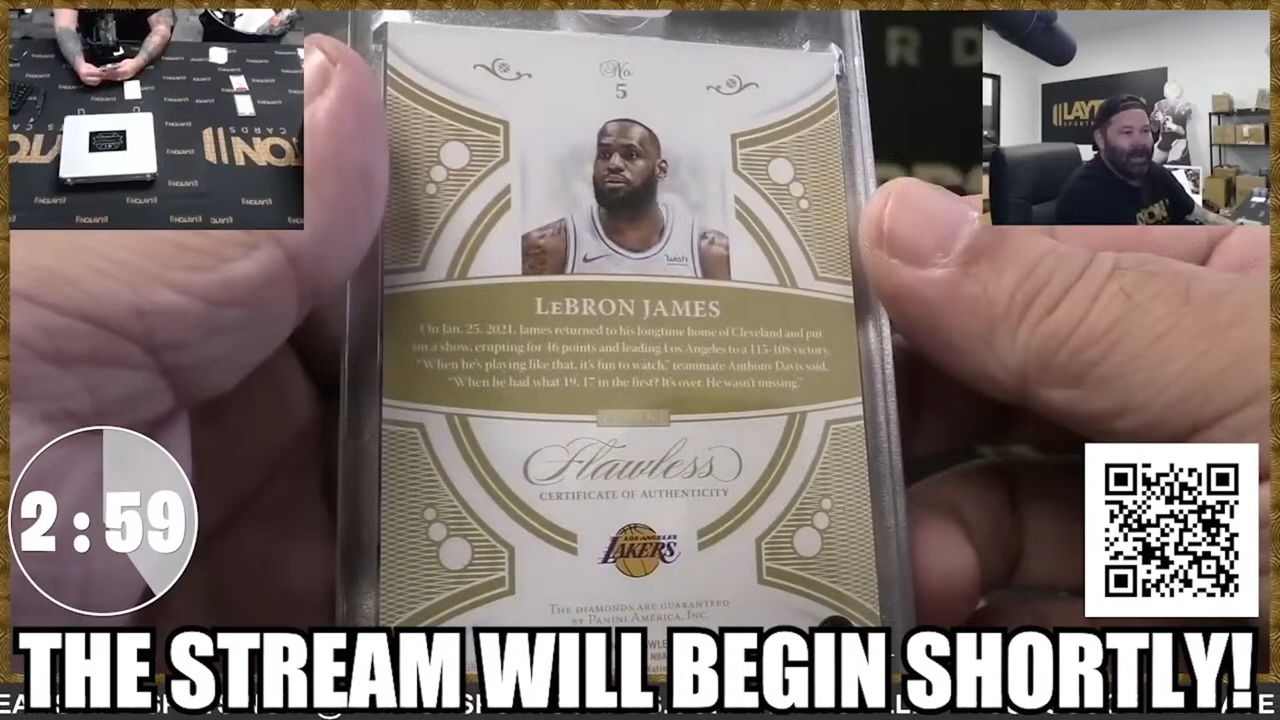 No.
5
R D
LAYT
SPORTS
CARDS
wish
LEBRON JAMES
On Jan. 25, 2021, James returned to his longtime home of Cleveland and put
on a show, erupting for 46 points and leading Los Angeles to a 115-108 victory.
"When he's playing like that, it's fun to watch," teammate Anthony Davis said.
"When he had what 19, 17 in the first? It's over. He wasn't missing."
Flawless
CERTIFICATE OF AUTHENTICITY
LOS ANGELES
LAKERS
THE DIAMONDS ARE GUARANTEED
BY PANINI AMERICA, INC.
2:59
THE STREAM WILL BEGIN SHORTLY!